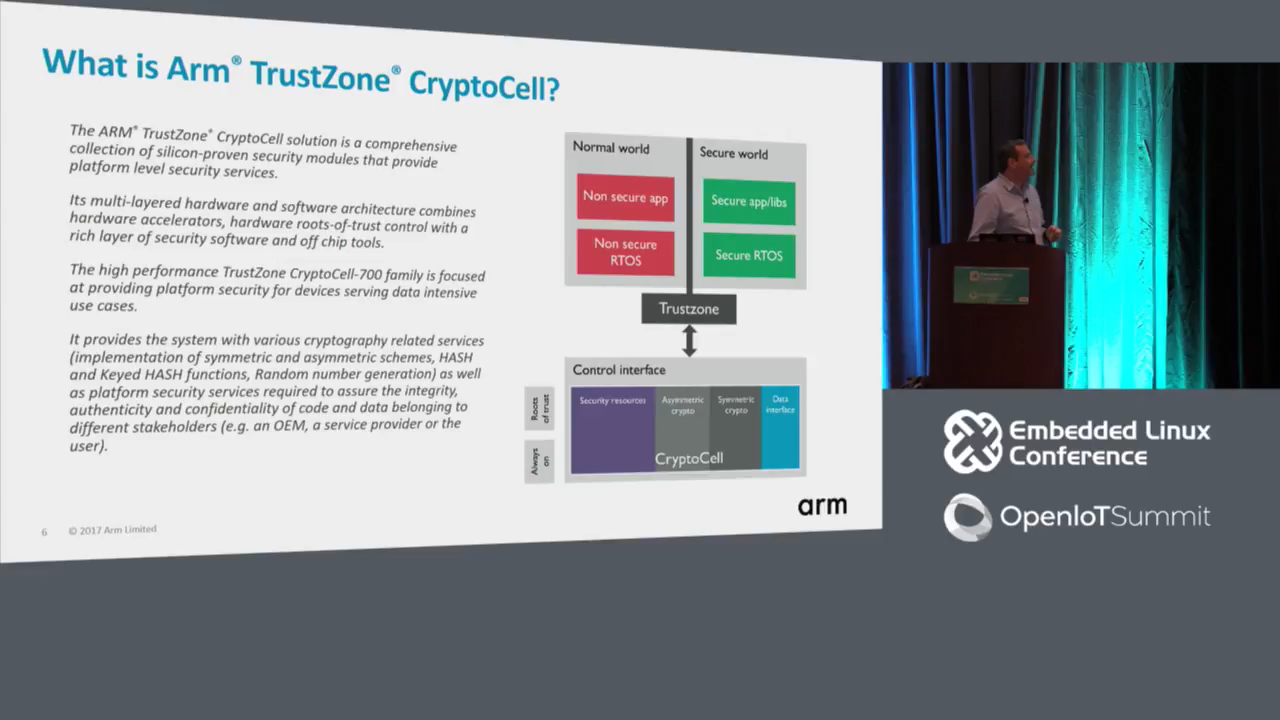 What is Arm® TrustZone® CryptoCell?
The ARM® TrustZone® CryptoCell solution is a comprehensive
collection of silicon-proven security modules that provide
platform level security services.
Its multi-layered hardware and software architecture combines
hardware accelerators, hardware roots-of-trust control with a
rich layer of security software and off chip tools.
The high performance TrustZone CryptoCell-700 family is focused
at providing platform security for devices serving data intensive
use cases.
It provides the system with various cryptography related services
(implementation of symmetric and asymmetric schemes, HASH
and Keyed HASH functions, Random number generation) as well
as platform security services required to assure the integrity,
authenticity and confidentiality of code and data belonging to
different stakeholders (e.g. an OEM, a service provider or the
user).
Normal world
Secure world
Non secure app
Secure app/libs
Non secure
RTOS
Secure RTOS
Trustzone
Control interface
Roots
of trust
Always
on
Security resources
Asymmetric
crypto
Symmetric
crypto
Data
interface
CryptoCell
arm
6 © 2017 Arm Limited
Embedded Linux
Conference
OpenIoTSummit